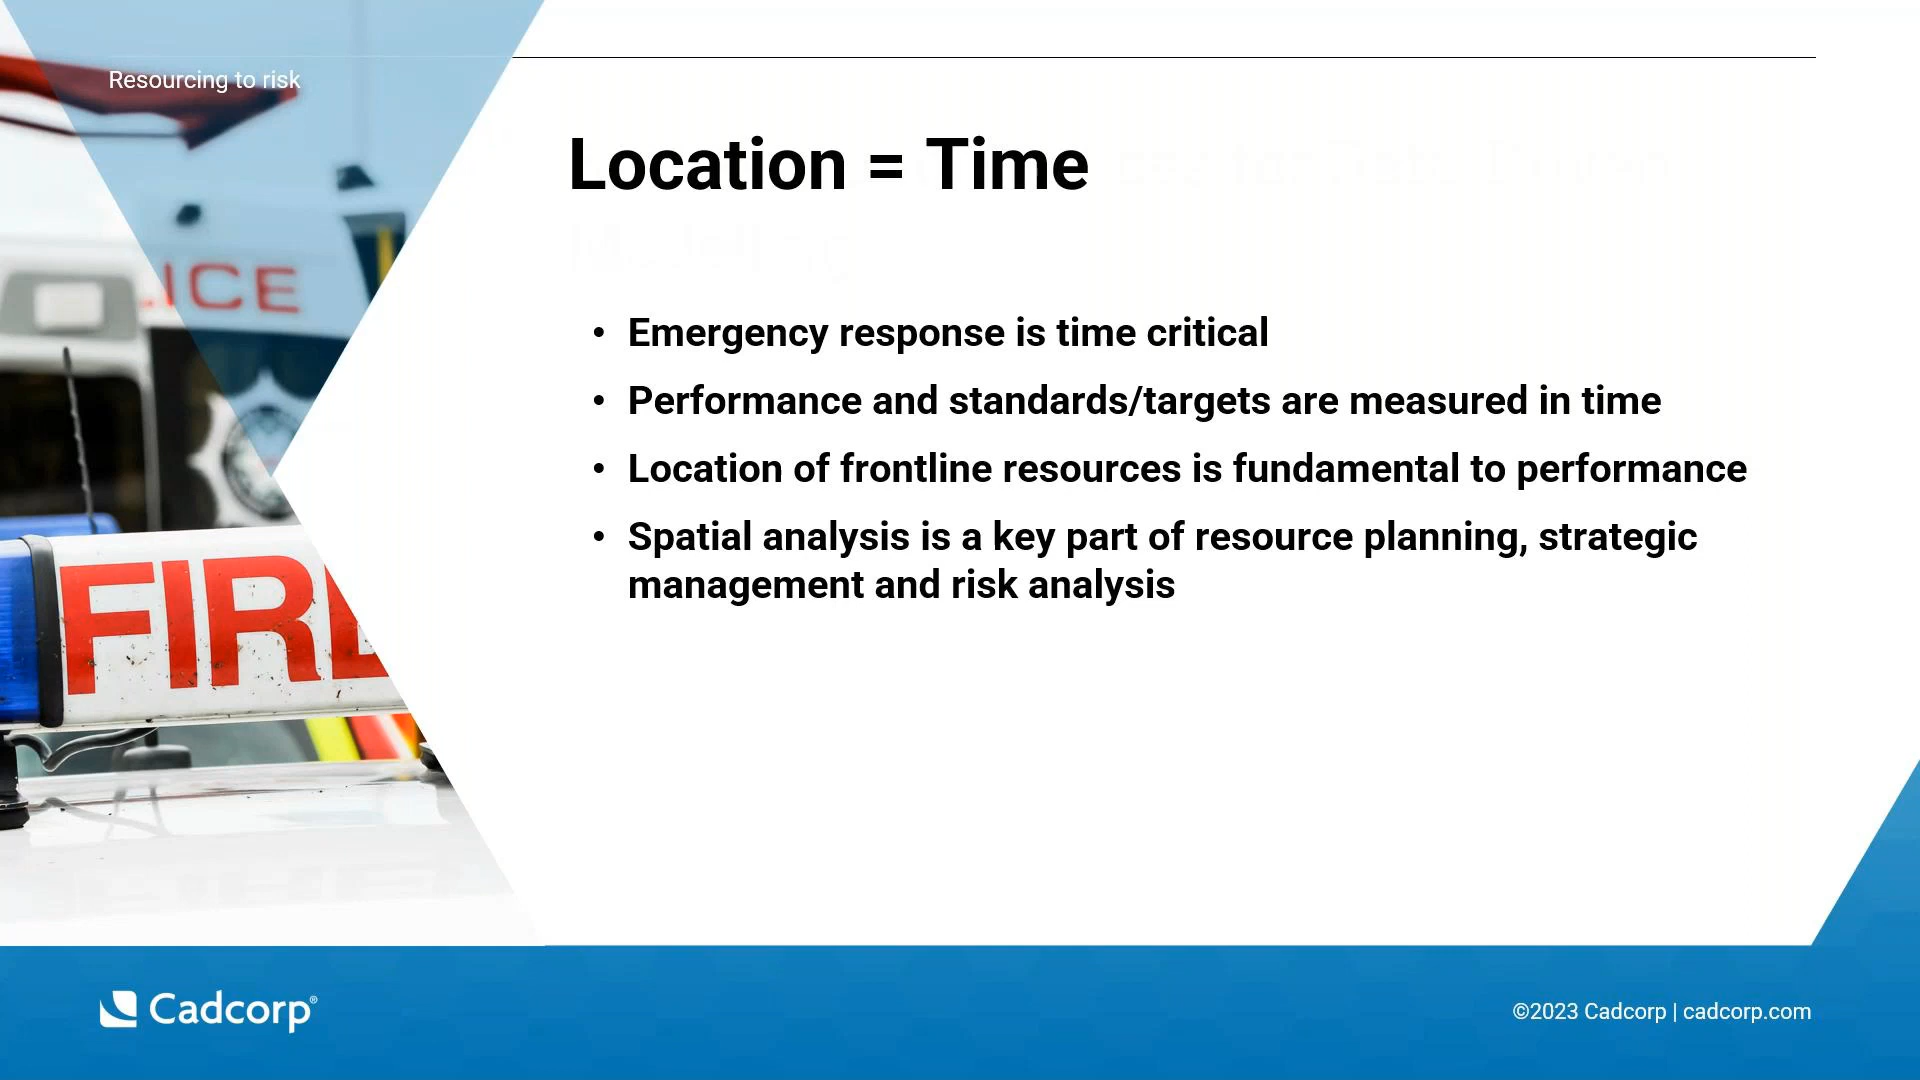 Resourcing to risk
Location = Time
ICE
• Emergency response is time critical
• Performance and standards/targets are measured in time
• Location of frontline resources is fundamental to performance
• Spatial analysis is a key part of resource planning, strategic
management and risk analysis
FIRE
Cadcorp®
©2023 Cadcorp | cadcorp.com